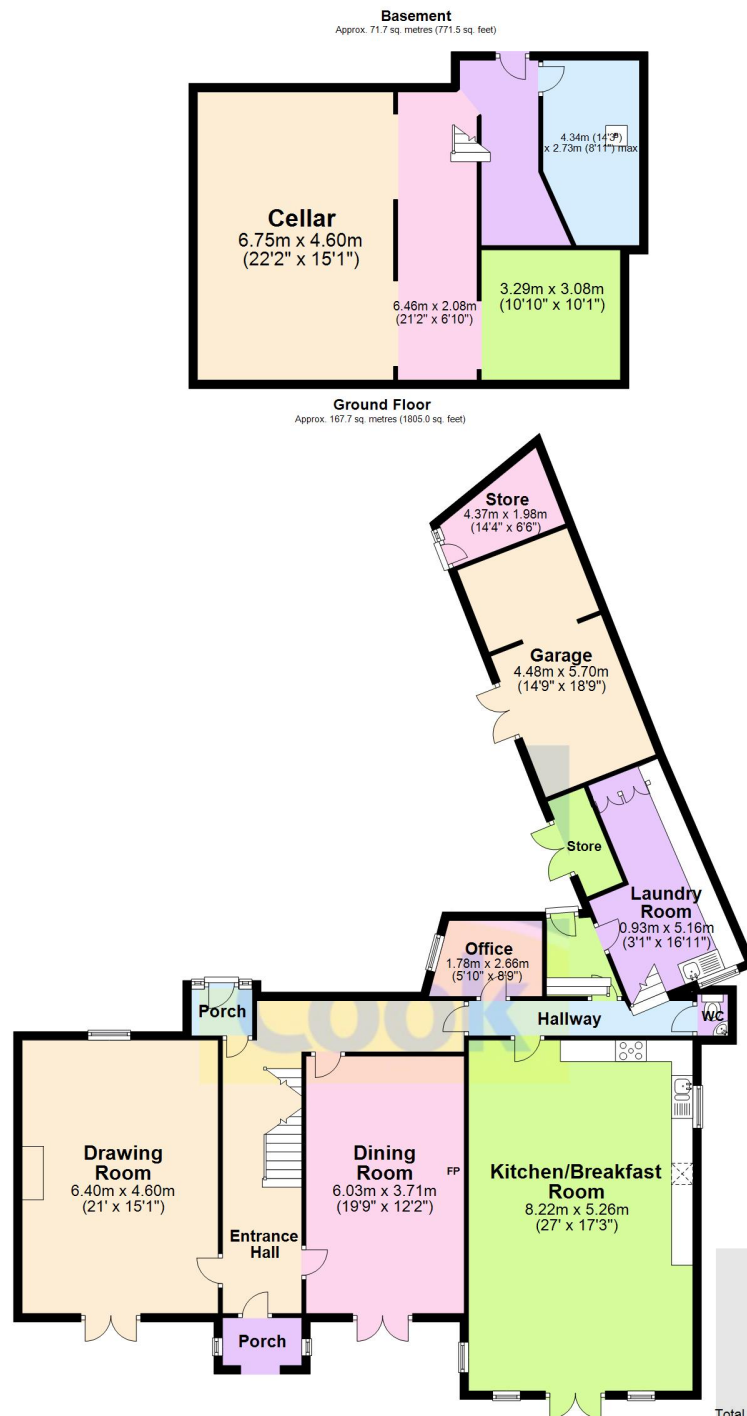 Basement
Approx. 71.7 sq. metres (771.5 sq. feet)
4.34m (14'3")
x 2.73m (8'11") max
Cellar
6.75m x 4.60m
(22'2" x 15'1")
3.29m x 3.08m
(10'10" x 10'1")
6.46m x 2.08m
(21'2" x 6'10")
Ground Floor
Approx. 167.7 sq. metres (1805.0 sq. feet)
Store
4.37m x 1.98m
(14'4" x 6'6")
Garage
4.48m x 5.70m
(14'9" x 18'9")
Store
Laundry
Room
0.93m x 5.16m
(3'1" x 16'11")
Office
1.78m x 2.66m
(5'10" x 8'9")
Porch
Cook
Hallway
WC
Drawing
Room
6.40m x 4.60m
(21' x 15'1")
Dining
Room
6.03m x 3.71m
(19'9" x 12'2")
FP
Kitchen/Breakfast
Room
8.22m x 5.26m
(27' x 17'3")
Entrance
Hall
Porch
Total